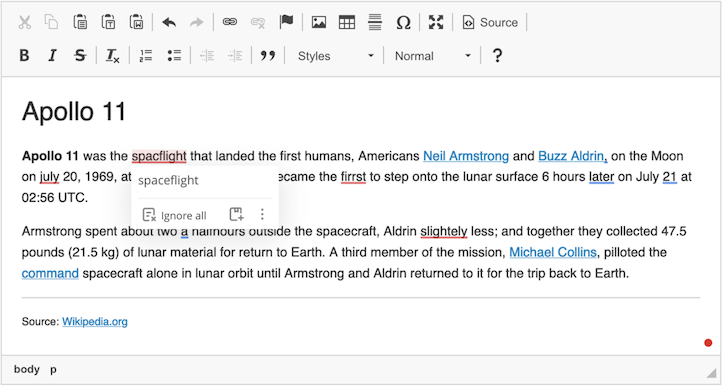 Source
B I S Tx Styles Normal ?
Apollo 11
Apollo 11 was the spacflight that landed the first humans, Americans Neil Armstrong and Buzz Aldrin, on the Moon
on july 20, 1969, at ecame the firrst to step onto the lunar surface 6 hours later on July 21 at
spaceflight
02:56 UTC.
Ignore all
Armstrong spent about two a halfhours outside the spacecraft, Aldrin slightely less; and together they collected 47.5
pounds (21.5 kg) of lunar material for return to Earth. A third member of the mission, Michael Collins, pilloted the
command spacecraft alone in lunar orbit until Armstrong and Aldrin returned to it for the trip back to Earth.
Source: Wikipedia.org
body p